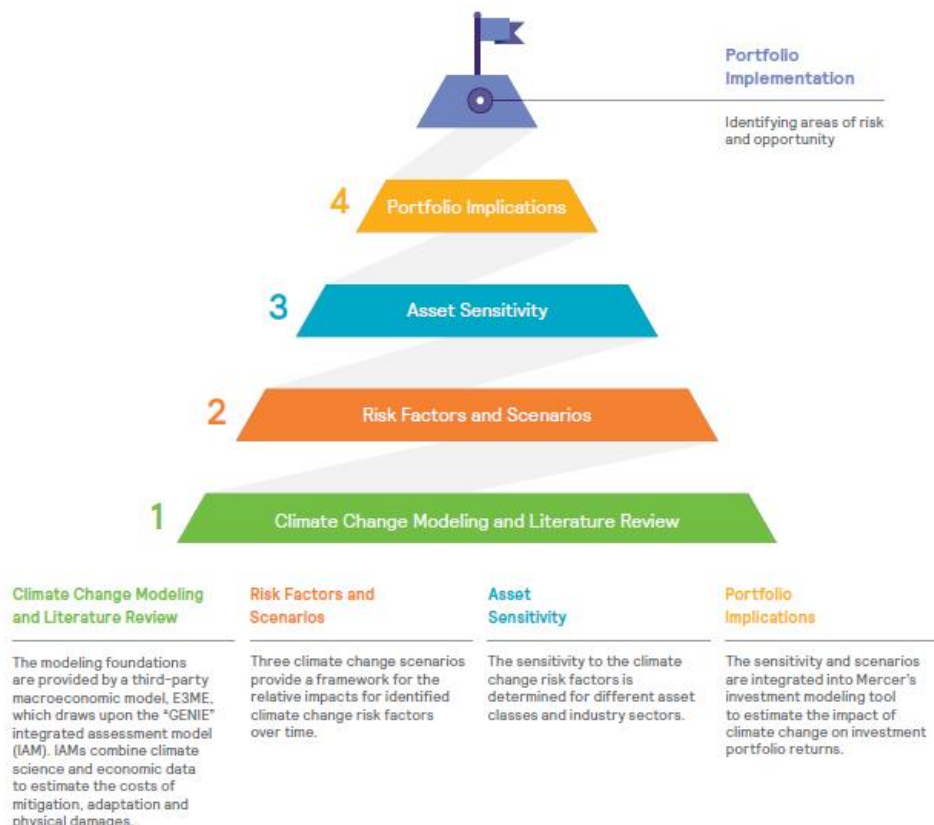 Portfolio
Implementation
Identifying areas of risk
and opportunity
4
Portfolio Implications
3
Asset Sensitivity
2
Risk Factors and Scenarios
1
Climate Change Modeling and Literature Review
Climate Change Modeling
and Literature Review
The modeling foundations
are provided by a third-party
macroeconomic model, E3ME,
which draws upon the "GENIE"
integrated assessment model
(IAM). IAMs combine climate
science and economic data
to estimate the costs of
mitigation, adaptation and
physical damages.
Risk Factors and
Scenarios
Three climate change scenarios
provide a framework for the
relative impacts for identified
climate change risk factors
over time.
Asset
Sensitivity
The sensitivity to the climate
change risk factors is
determined for different asset
classes and industry sectors.
Portfolio
Implications
The sensitivity and scenarios
are integrated into Mercer's
investment modeling tool
to estimate the impact of
climate change on investment
portfolio returns.